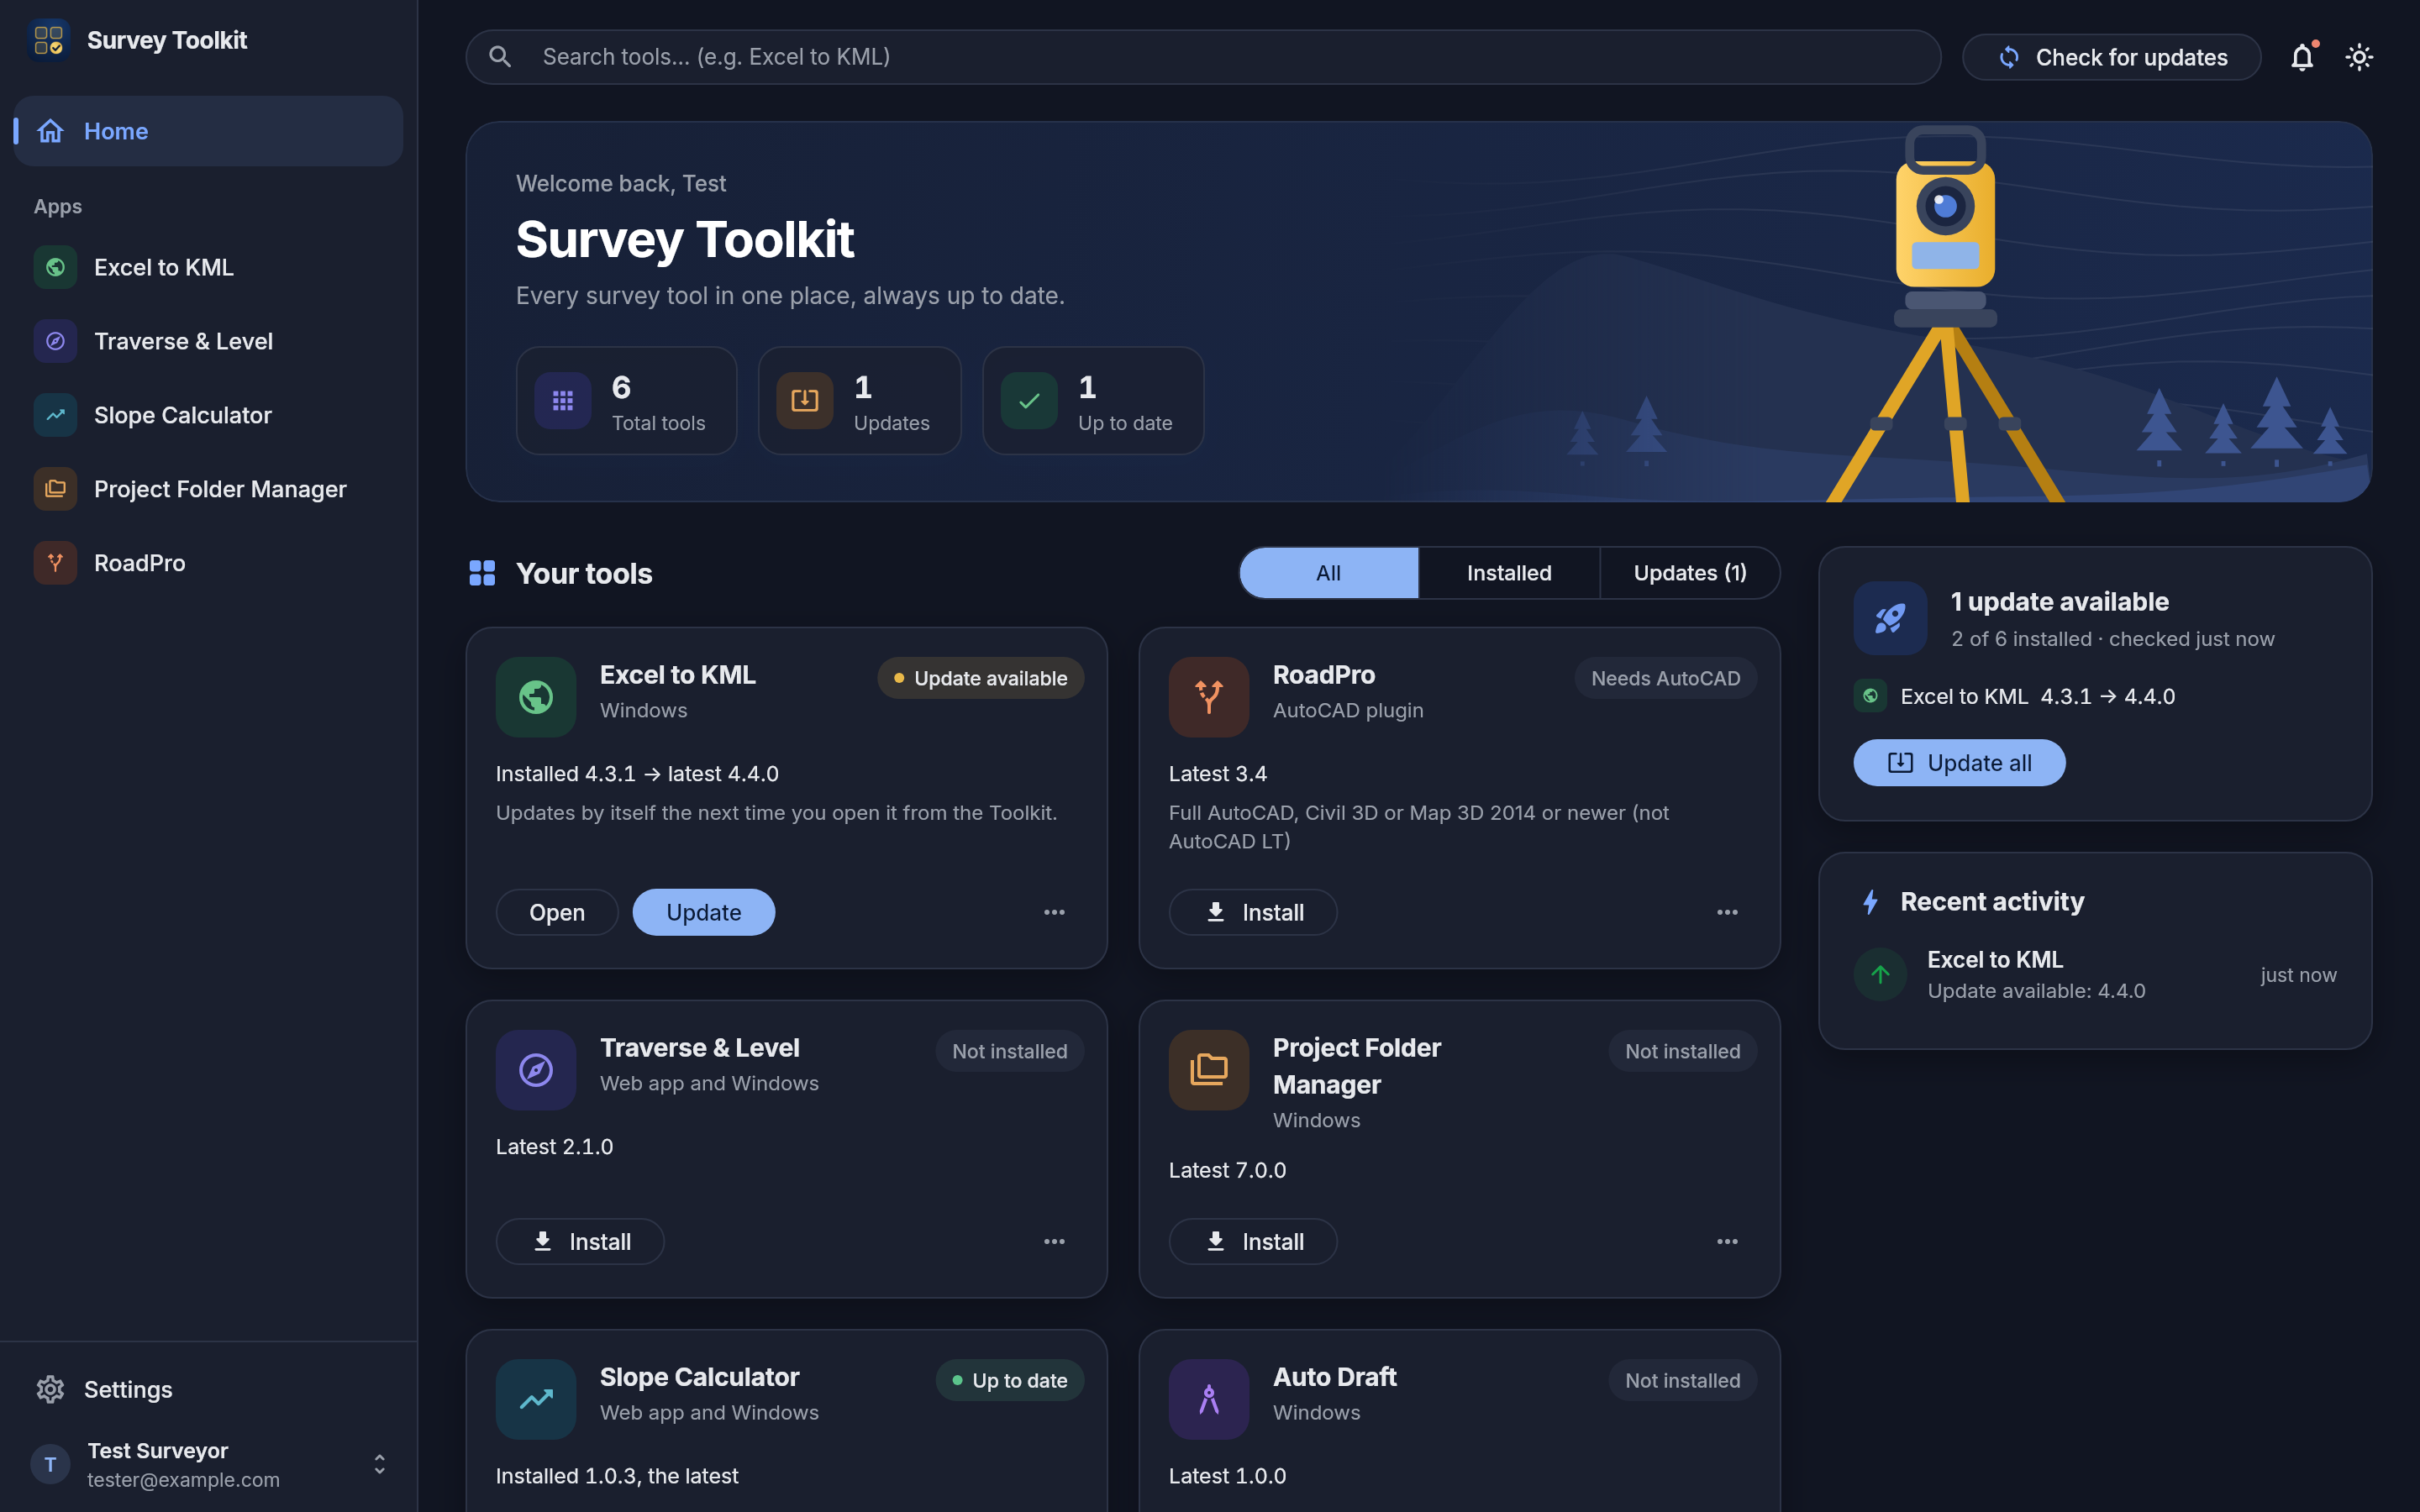 Survey Toolkit
Home
Apps
Excel to KML
Traverse & Level
Slope Calculator
Project Folder Manager
RoadPro
Settings
T
Test Surveyor
tester@example.com
Search tools... (e.g. Excel to KML)
Check for updates
Welcome back, Test
Survey Toolkit
Every survey tool in one place, always up to date.
6
Total tools
1
Updates
1
Up to date
Your tools
All
Installed
Updates (1)
Excel to KML
Windows
Update available
Installed 4.3.1 → latest 4.4.0
Updates by itself the next time you open it from the Toolkit.
Open
Update
RoadPro
AutoCAD plugin
Needs AutoCAD
Latest 3.4
Full AutoCAD, Civil 3D or Map 3D 2014 or newer (not
AutoCAD LT)
Install
Traverse & Level
Web app and Windows
Not installed
Latest 2.1.0
Install
Project Folder
Manager
Windows
Not installed
Latest 7.0.0
Install
Slope Calculator
Web app and Windows
Up to date
Installed 1.0.3, the latest
Auto Draft
Windows
Not installed
Latest 1.0.0
1 update available
2 of 6 installed · checked just now
Excel to KML 4.3.1 → 4.4.0
Update all
Recent activity
Excel to KML
Update available: 4.4.0
just now